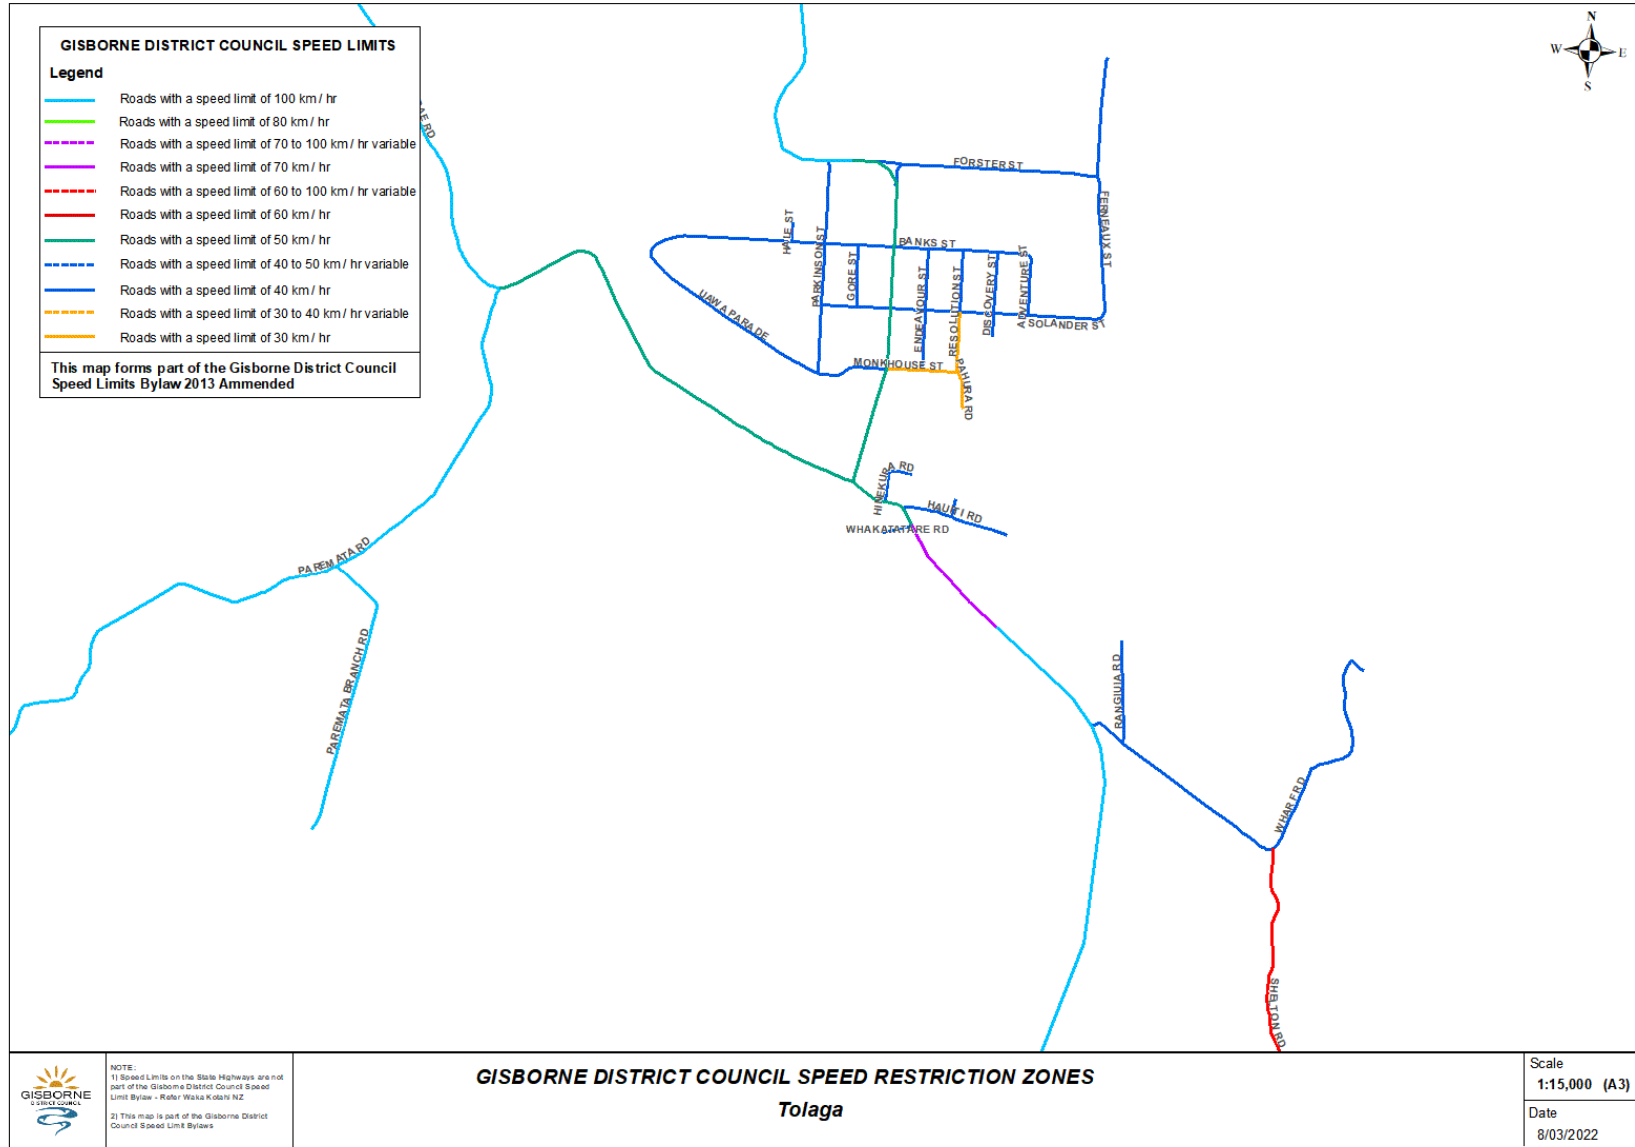 GISBORNE DISTRICT COUNCIL SPEED LIMITS
Legend
Roads with a speed limit of 100 km / hr
Roads with a speed limit of 80 km / hr
Roads with a speed limit of 70 to 100 km / hr variable
Roads with a speed limit of 70 km / hr
Roads with a speed limit of 60 to 100 km / hr variable
Roads with a speed limit of 60 km / hr
Roads with a speed limit of 50 km / hr
Roads with a speed limit of 40 to 50 km / hr variable
Roads with a speed limit of 40 km / hr
Roads with a speed limit of 30 to 40 km / hr variable
Roads with a speed limit of 30 km / hr
This map forms part of the Gisborne District Council
Speed Limits Bylaw 2013 Ammended
N
W
E
S
RD
FORSTER ST
FERNEAUX ST
HALE ST
BANKS ST
PARKINSON ST
GORE ST
ENDEAVOUR ST
RESOLUTION ST
DISCOVERY ST
ADVENTURE ST
SOLANDER ST
UAWA PARADE
MONKHOUSE ST
PAHURA RD
HINEKURA RD
HAUITI RD
WHAKATATARE RD
PAREMATA RD
PAREMATA BRANCH RD
RANGIUIA RD
WHARF RD
SHELTON RD
GISBORNE
DISTRICT COUNCIL
NOTE:
1) Speed Limits on the State Highways are not
part of the Gisborne District Council Speed
Limit Bylaw - Refer Waka Kotahi NZ
2) This map is part of the Gisborne District
Council Speed Limit Bylaws
GISBORNE DISTRICT COUNCIL SPEED RESTRICTION ZONES
Tolaga
Scale
1:15,000 (A3)
Date
8/03/2022